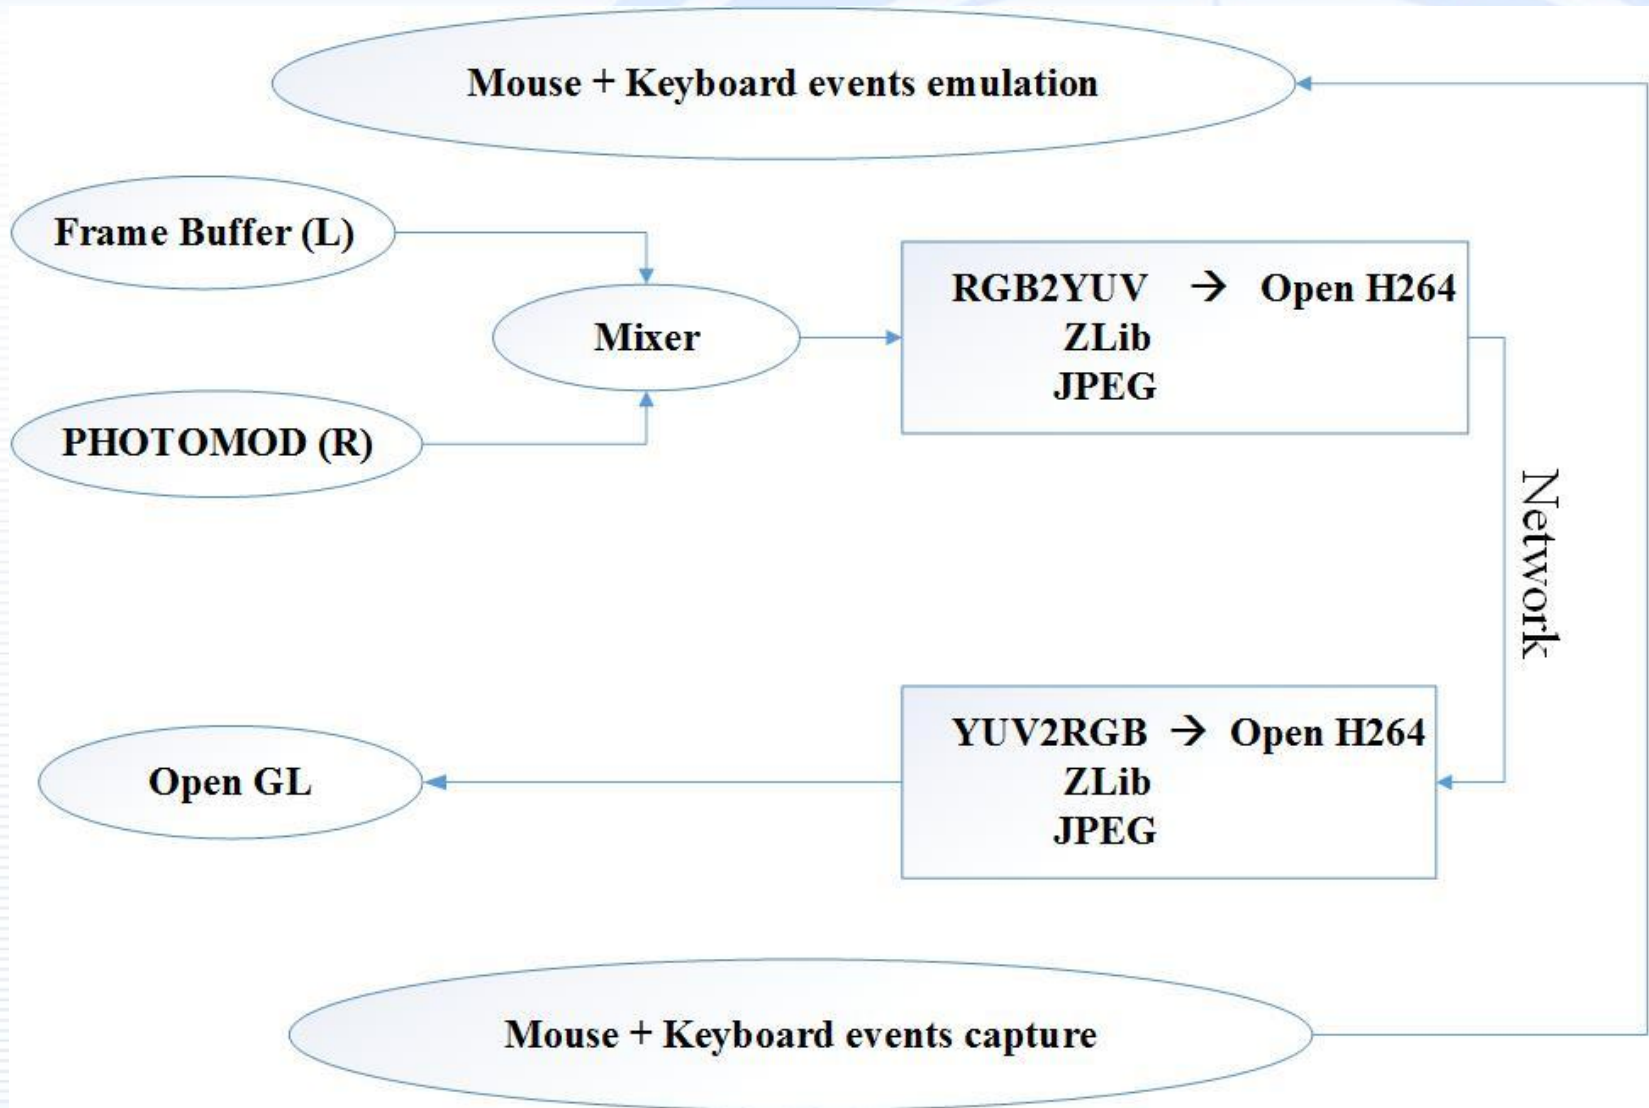 Mouse + Keyboard events emulation
Frame Buffer (L)
Mixer
PHOTOMOD (R)
RGB2YUV → Open H264
ZLib
JPEG
Network
YUV2RGB → Open H264
ZLib
JPEG
Open GL
Mouse + Keyboard events capture